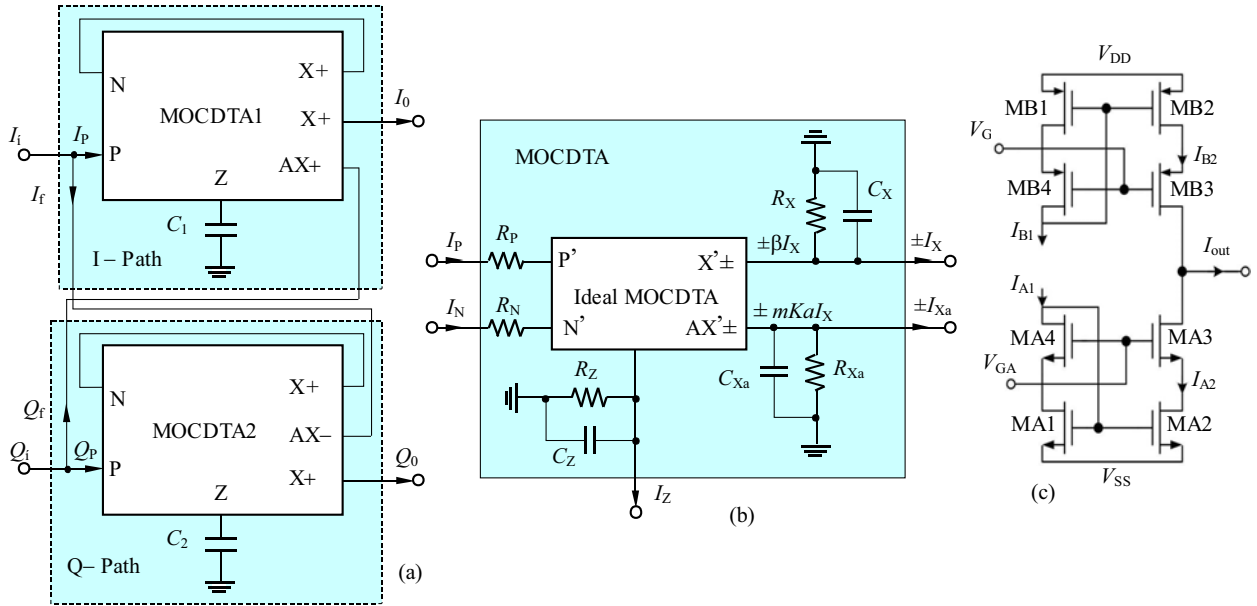 N
X+
MOCDTA1
X+
I0
Ii
IP
P
AX+
If
Z
C1
I – Path
N
X+
MOCDTA2
AX–
Qf
Qi
QP
P
X+
Q0
Z
C2
Q– Path
(a)
MOCDTA
RX
CX
IP
RP
P’
X’±
±βIX
±IX
Ideal MOCDTA
IN
RN
N’
AX’±
± mKaIX
±IXa
RZ
CZ
CXa
RXa
IZ
(b)
VDD
MB1
MB2
VG
IB2
MB4
MB3
IB1
Iout
IA1
MA4
MA3
VGA
IA2
MA1
MA2
VSS
(c)